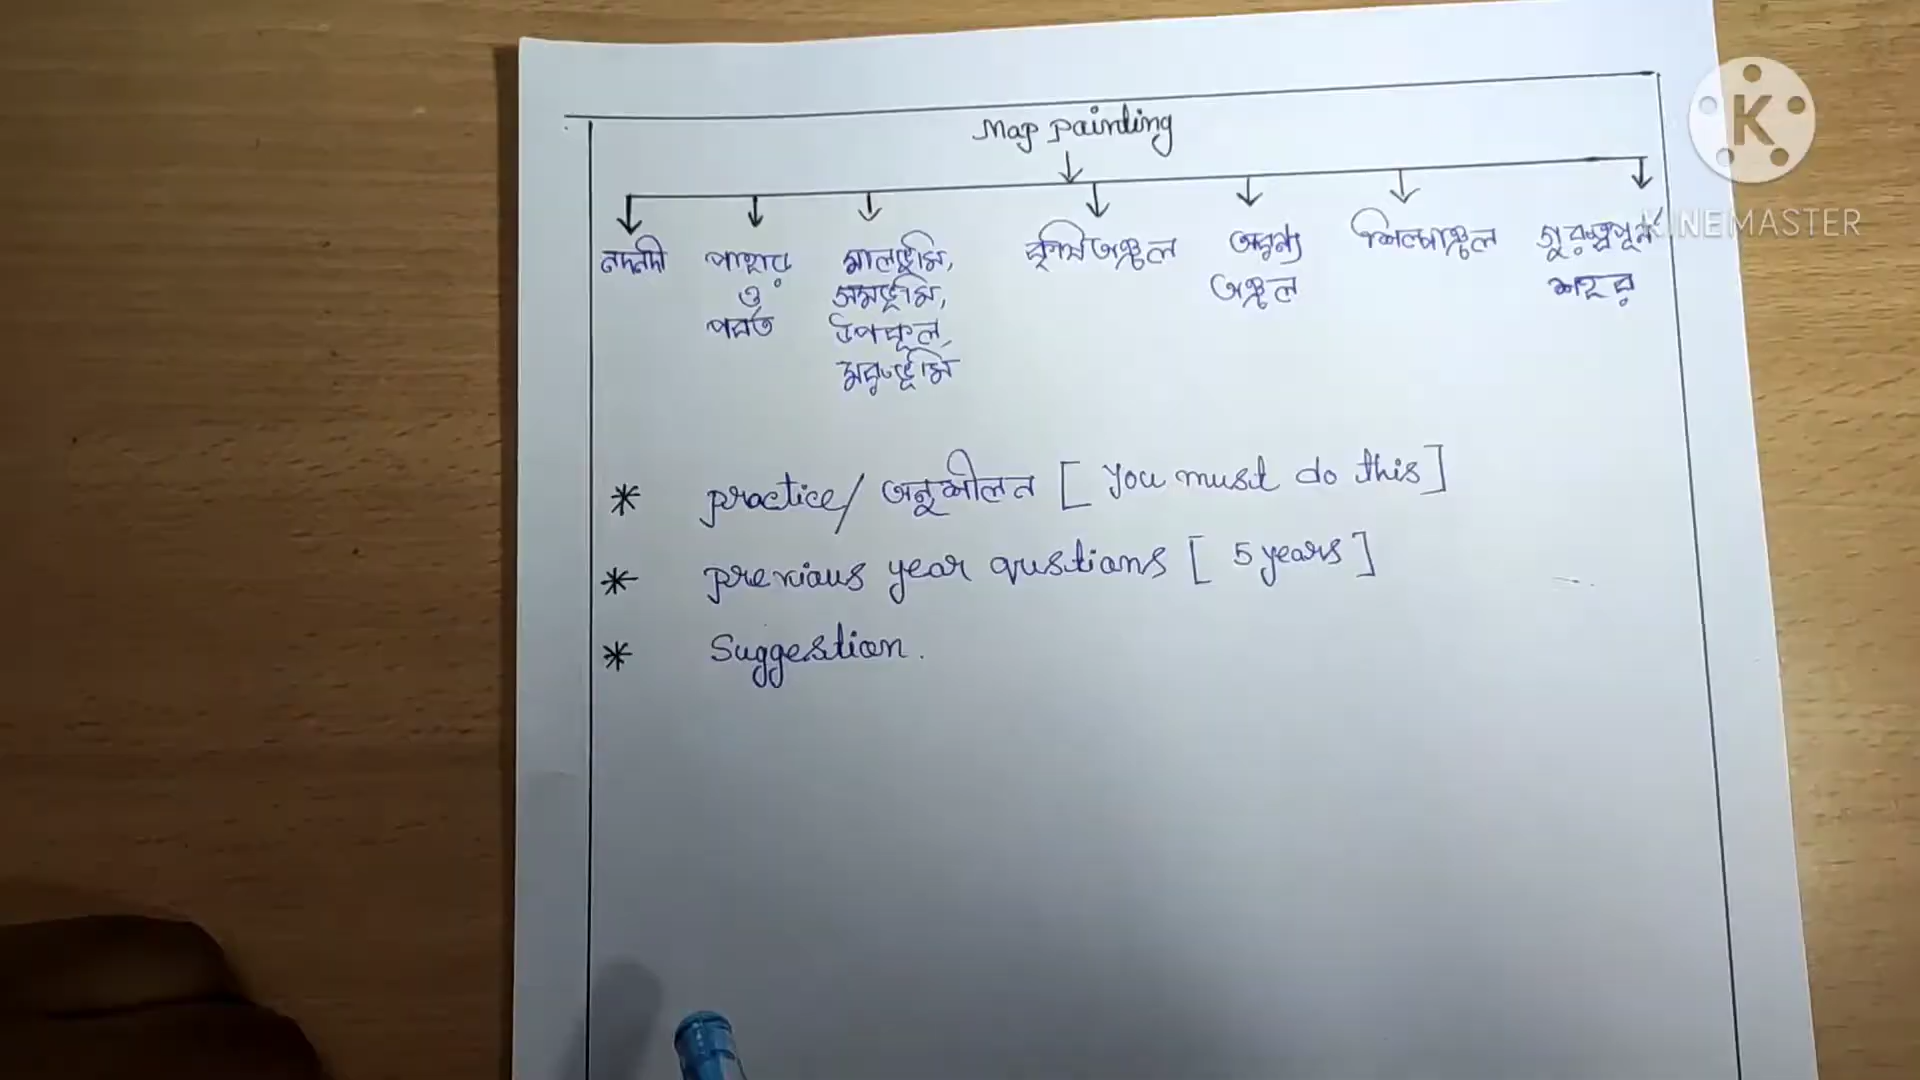 Map painting
নদনদী
পাহাড়
ও
পর্বত
মালভূমি,
সমভূমি,
উপকূল,
মরুভূমি
কৃষিঅঞ্চল
অরণ্য
অঞ্চল
শিল্পাঞ্চল
গুরুত্বপূর্ণ
শহর
* practice/ অনুশীলন [ you must do this ]
* previous year qustions [ 5 years ]
* Suggestion.
K
KINEMASTER